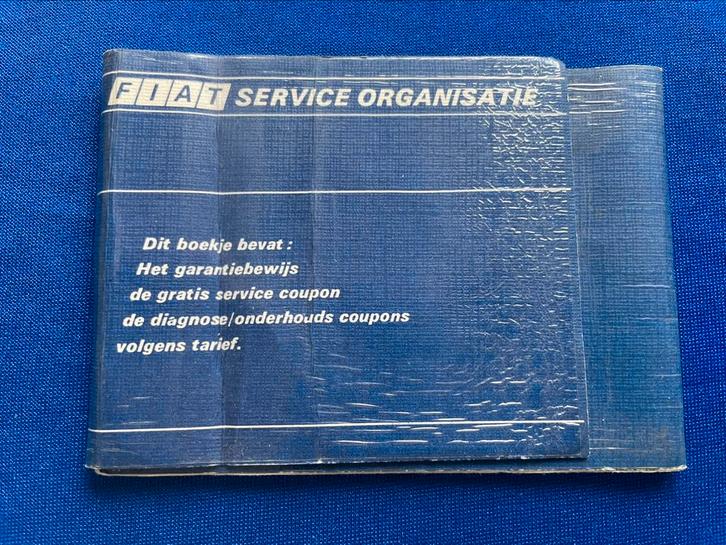 FIAT SERVICE ORGANISATIE
Dit boekje bevat:
Het garantiebewijs
de gratis service coupon
de diagnose/onderhouds coupons
volgens tarief.